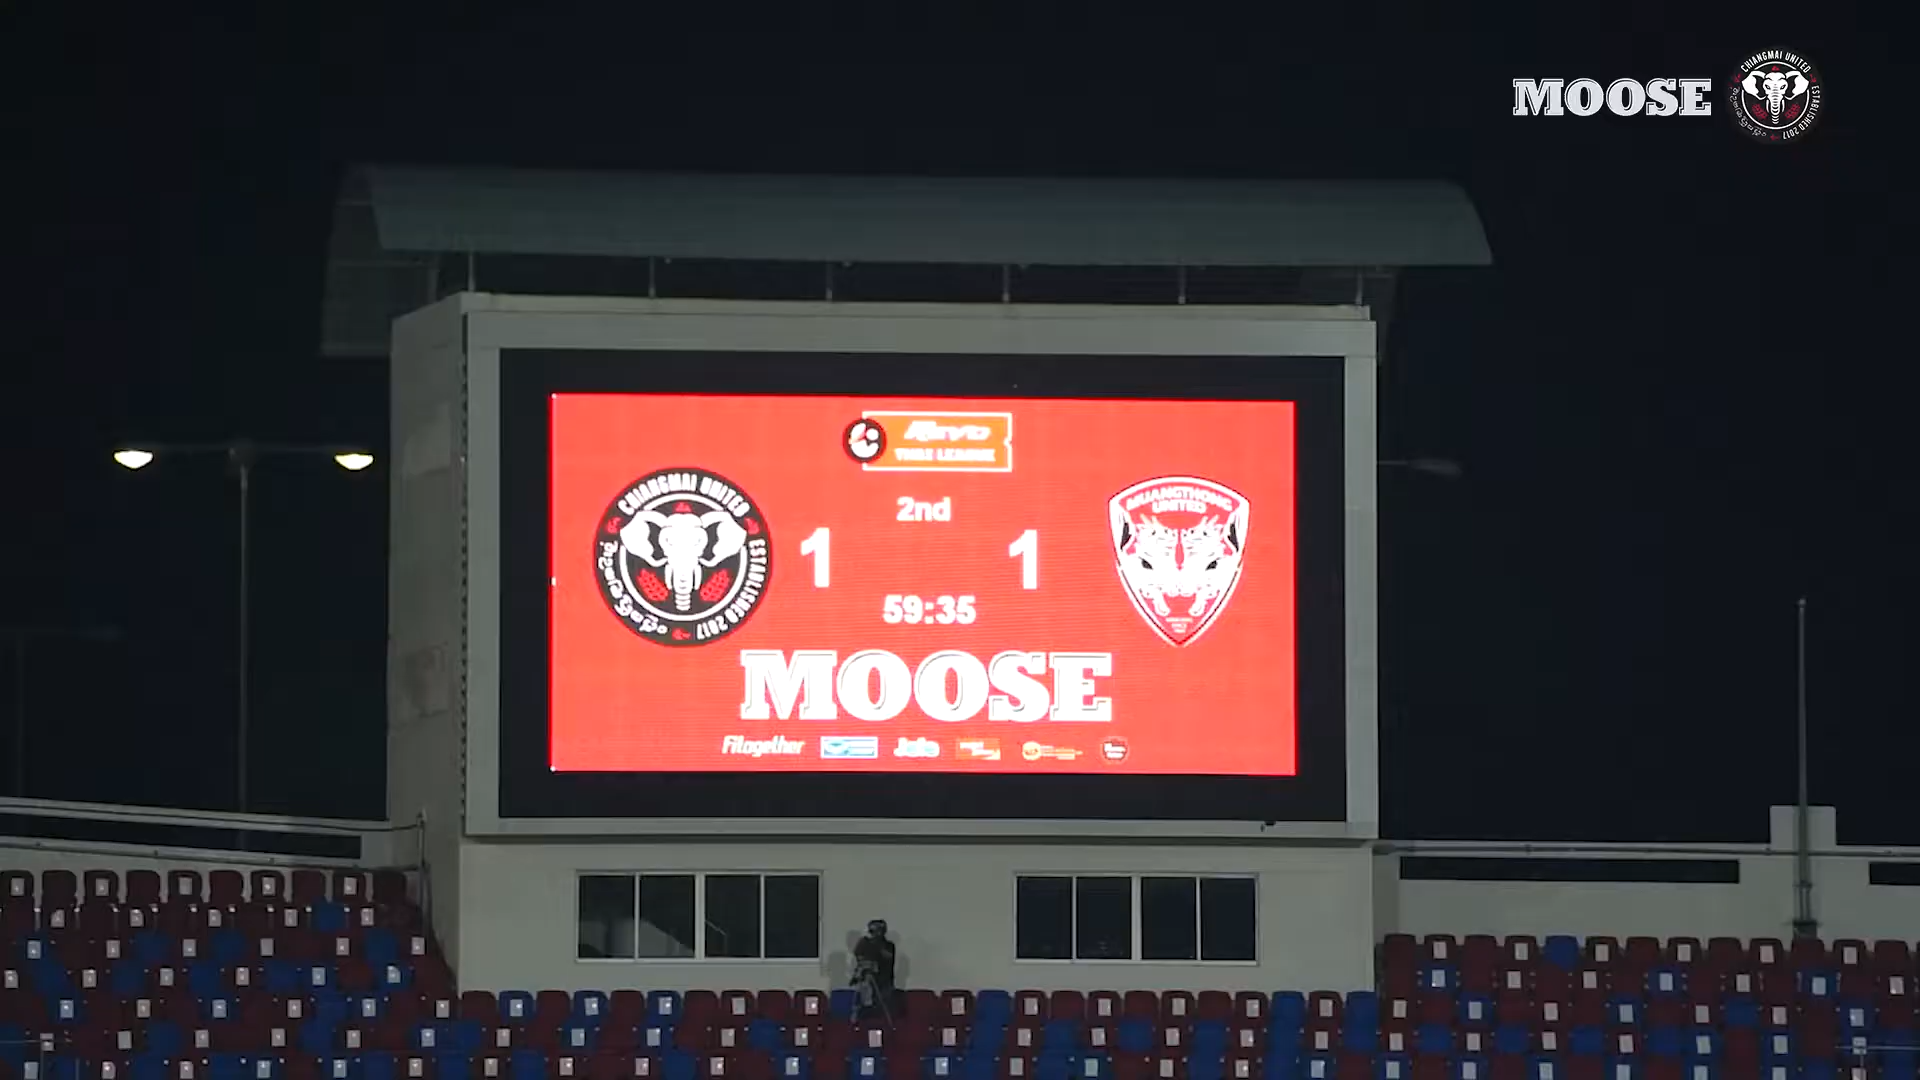 MOOSE
CHIANGMAI UNITED
ESTABLISHED 2017
THAI LEAGUE
2nd
CHIANGMAI UNITED
ESTABLISHED 2017
1
1
MUANGTHONG
UNITED
59:35
MOOSE
Fitogether